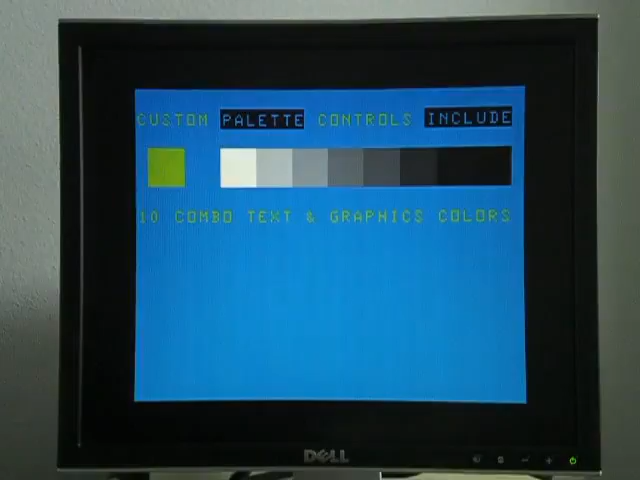 CUSTOM PALETTE CONTROLS INCLUDE
10 COMBO TEXT & GRAPHICS COLORS
DELL